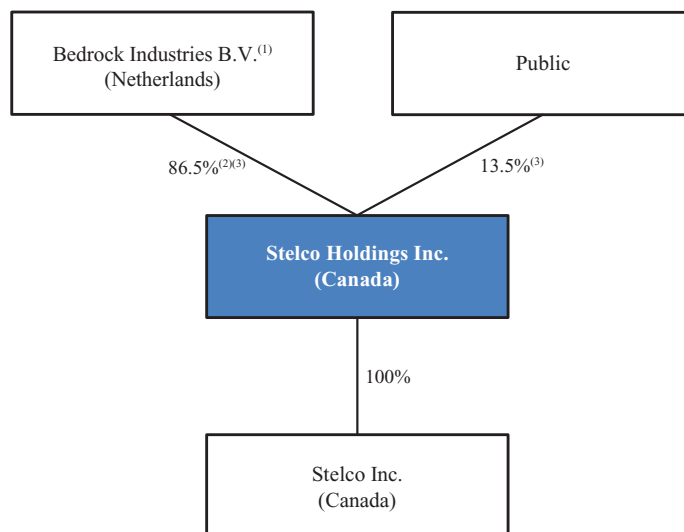 Bedrock Industries B.V.(1)
(Netherlands)
Public
86.5%(2)(3)
13.5%(3)
Stelco Holdings Inc.
(Canada)
100%
Stelco Inc.
(Canada)